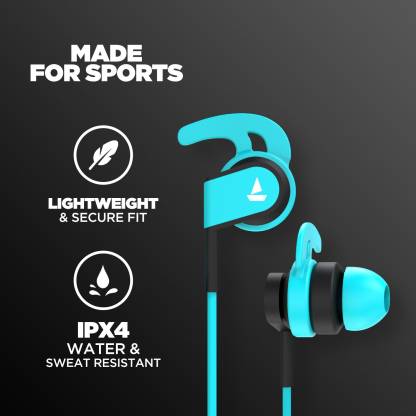 MADE
FOR SPORTS
LIGHTWEIGHT
& SECURE FIT
IPX4
WATER &
SWEAT RESISTANT